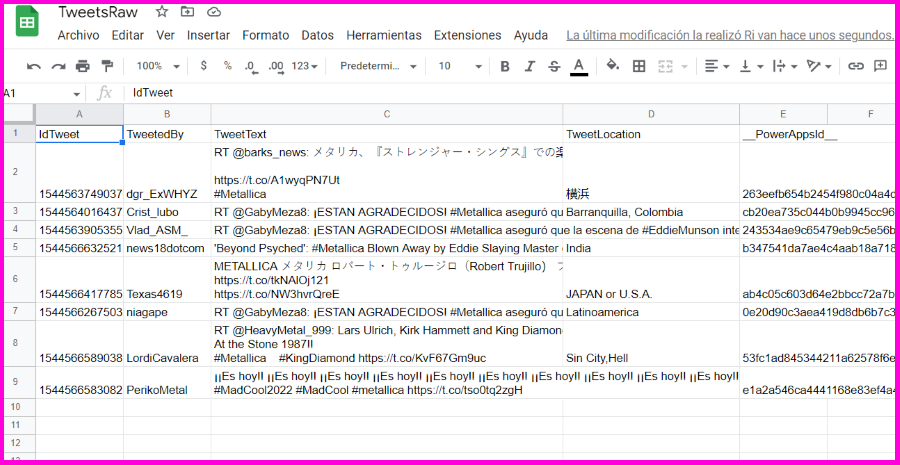 TweetsRaw
Archivo Editar Ver Insertar Formato Datos Herramientas Extensiones Ayuda La última modificación la realizó Ri van hace unos segundos.
100% $ % .0 .00 123 Predetermi... 10 B I S A
A1 fx IdTweet
A B C D E F
1 IdTweet TweetedBy TweetText TweetLocation __PowerAppsId__
RT @barks_news: メタリカ、『ストレンジャー・シングス』での楽
https://t.co/A1wyqPN7Ut
2 1544563749037 dgr_ExWHYZ #Metallica 横浜 263eefb654b2454f980c04a4d
3 1544564016437 Crist_lubo RT @GabyMeza8: ¡ESTAN AGRADECIDOS! #Metallica aseguró qu Barranquilla, Colombia cb20ea735c044b0b9945cc96
4 1544563905355 Vlad_ASM_ RT @GabyMeza8: ¡ESTAN AGRADECIDOS! #Metallica aseguró que la escena de #EddieMunson inte 243534ae9c65479eb9c5e56b
5 1544566632521 news18dotcom 'Beyond Psyched': #Metallica Blown Away by Eddie Slaying Master India b347541da7ae4c4aab18a718
METALLICA メタリカ ロバート・トゥルージロ（Robert Trujillo）
https://t.co/tkNAlOj121
6 1544566417785 Texas4619 https://t.co/NW3hvrQreE JAPAN or U.S.A. ab4c05c603d64e2bbcc72a7b
7 1544566267503 niagape RT @GabyMeza8: ¡ESTAN AGRADECIDOS! #Metallica aseguró qu Latinoamerica 0e20d90c3aea419d8db6b7c3
RT @HeavyMetal_999: Lars Ulrich, Kirk Hammett and King Diamon
At the Stone 1987!!
8 1544566589038 LordiCavalera #Metallica #KingDiamond https://t.co/KvF67Gm9uc Sin City,Hell 53fc1ad845344211a62578f6e
¡¡Es hoy!! ¡¡Es hoy!! ¡¡Es hoy!! ¡¡Es hoy!! ¡¡Es hoy!! ¡¡Es hoy!! ¡¡Es hoy!! ¡¡Es hoy!! ¡¡Es hoy!! ¡¡Es hoy!!
9 1544566583082 PerikoMetal #MadCool2022 #MadCool #metallica https://t.co/tso0tq2zgH e1a2a546ca4441168e83ef4a4
10
11
12